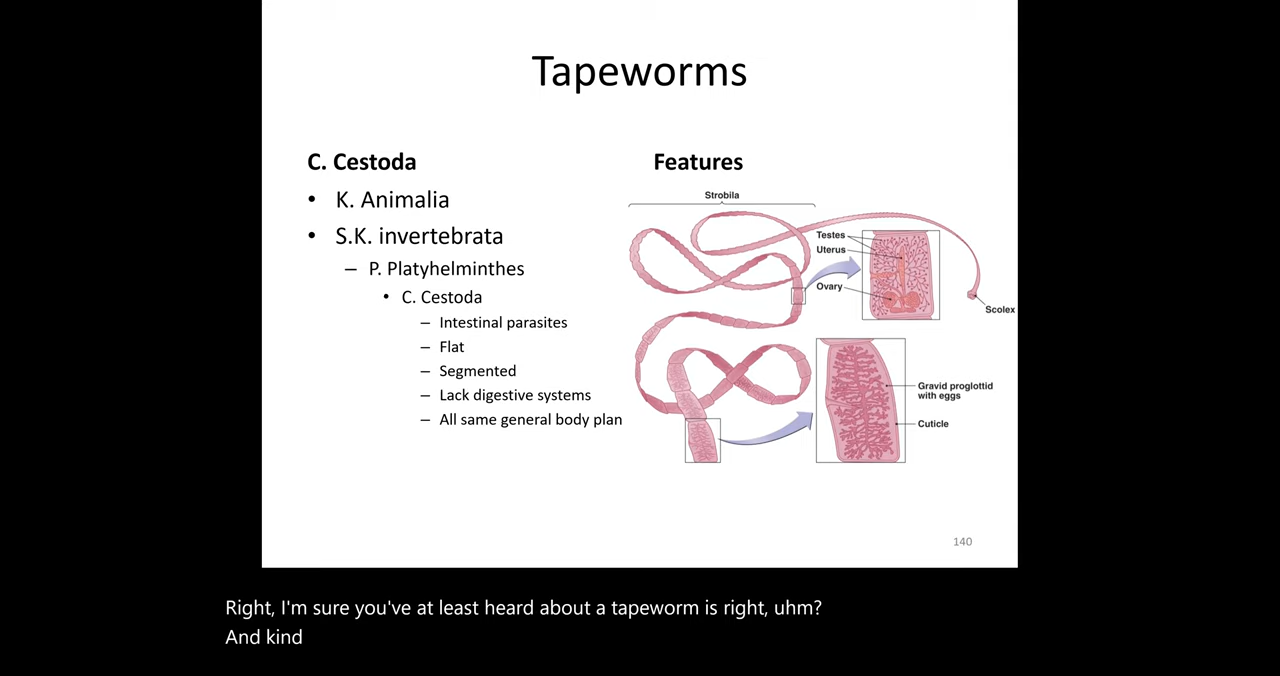 Tapeworms
C. Cestoda
• K. Animalia
• S.K. invertebrata
– P. Platyhelminthes
• C. Cestoda
– Intestinal parasites
– Flat
– Segmented
– Lack digestive systems
– All same general body plan
Features
Strobila
Testes
Uterus
Ovary
Scolex
Gravid proglottid
with eggs
Cuticle
140
Right, I'm sure you've at least heard about a tapeworm is right, uhm?
And kind